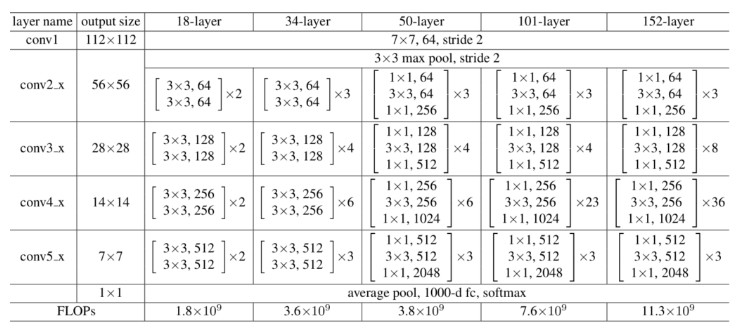 layer name output size 18-layer 34-layer 50-layer 101-layer 152-layer
conv1 112×112 7×7, 64, stride 2
3×3 max pool, stride 2
conv2_x 56×56 [3×3, 64 3×3, 64]×2 [3×3, 64 3×3, 64]×3 [1×1, 64 3×3, 64 1×1, 256]×3 [1×1, 64 3×3, 64 1×1, 256]×3 [1×1, 64 3×3, 64 1×1, 256]×3
conv3_x 28×28 [3×3, 128 3×3, 128]×2 [3×3, 128 3×3, 128]×4 [1×1, 128 3×3, 128 1×1, 512]×4 [1×1, 128 3×3, 128 1×1, 512]×4 [1×1, 128 3×3, 128 1×1, 512]×8
conv4_x 14×14 [3×3, 256 3×3, 256]×2 [3×3, 256 3×3, 256]×6 [1×1, 256 3×3, 256 1×1, 1024]×6 [1×1, 256 3×3, 256 1×1, 1024]×23 [1×1, 256 3×3, 256 1×1, 1024]×36
conv5_x 7×7 [3×3, 512 3×3, 512]×2 [3×3, 512 3×3, 512]×3 [1×1, 512 3×3, 512 1×1, 2048]×3 [1×1, 512 3×3, 512 1×1, 2048]×3 [1×1, 512 3×3, 512 1×1, 2048]×3
1×1 average pool, 1000-d fc, softmax
FLOPs 1.8×10⁹ 3.6×10⁹ 3.8×10⁹ 7.6×10⁹ 11.3×10⁹